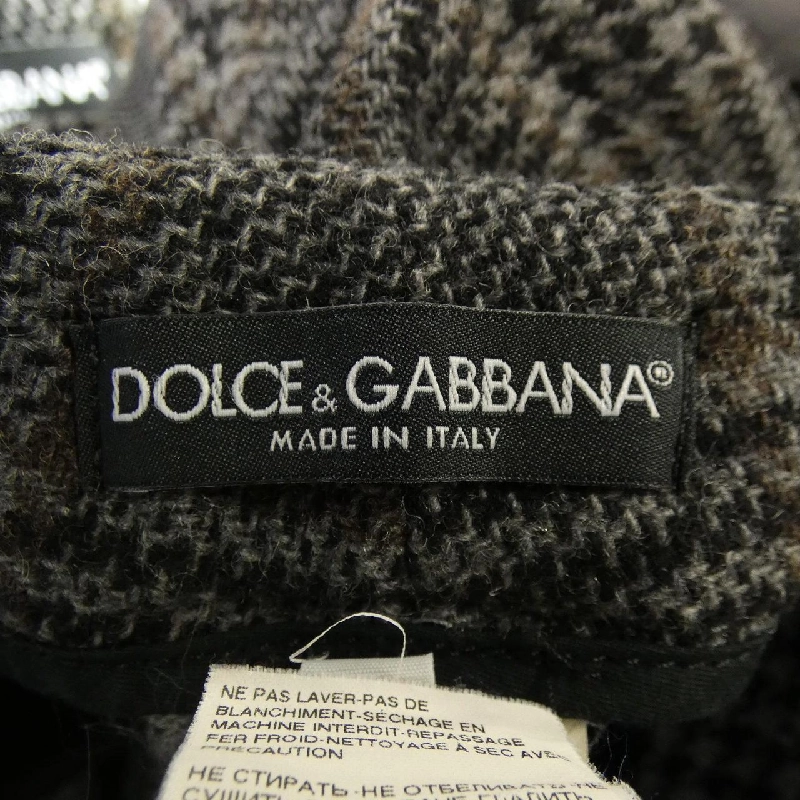 BBANA
DOLCE & GABBANA®
MADE IN ITALY
NE PAS LAVER-PAS DE
BLANCHIMENT-SÉCHAGE EN
MACHINE INTERDIT-REPASSAGE
FER FROID-NETTOYAGE À SEC AVEC
PRÉCAUTION
НЕ СТИРАТЬ-НЕ ОТБЕЛИВАТЬ-НЕ